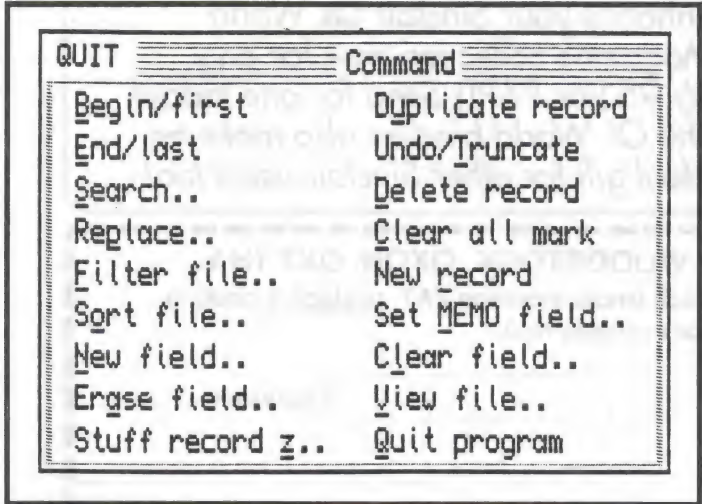 QUIT Command
Begin/first Duplicate record
End/last Undo/Truncate
Search.. Delete record
Replace.. Clear all mark
Filter file.. New record
Sort file.. Set MEMO field..
New field.. Clear field..
Erase field.. View file..
Stuff record z.. Quit program